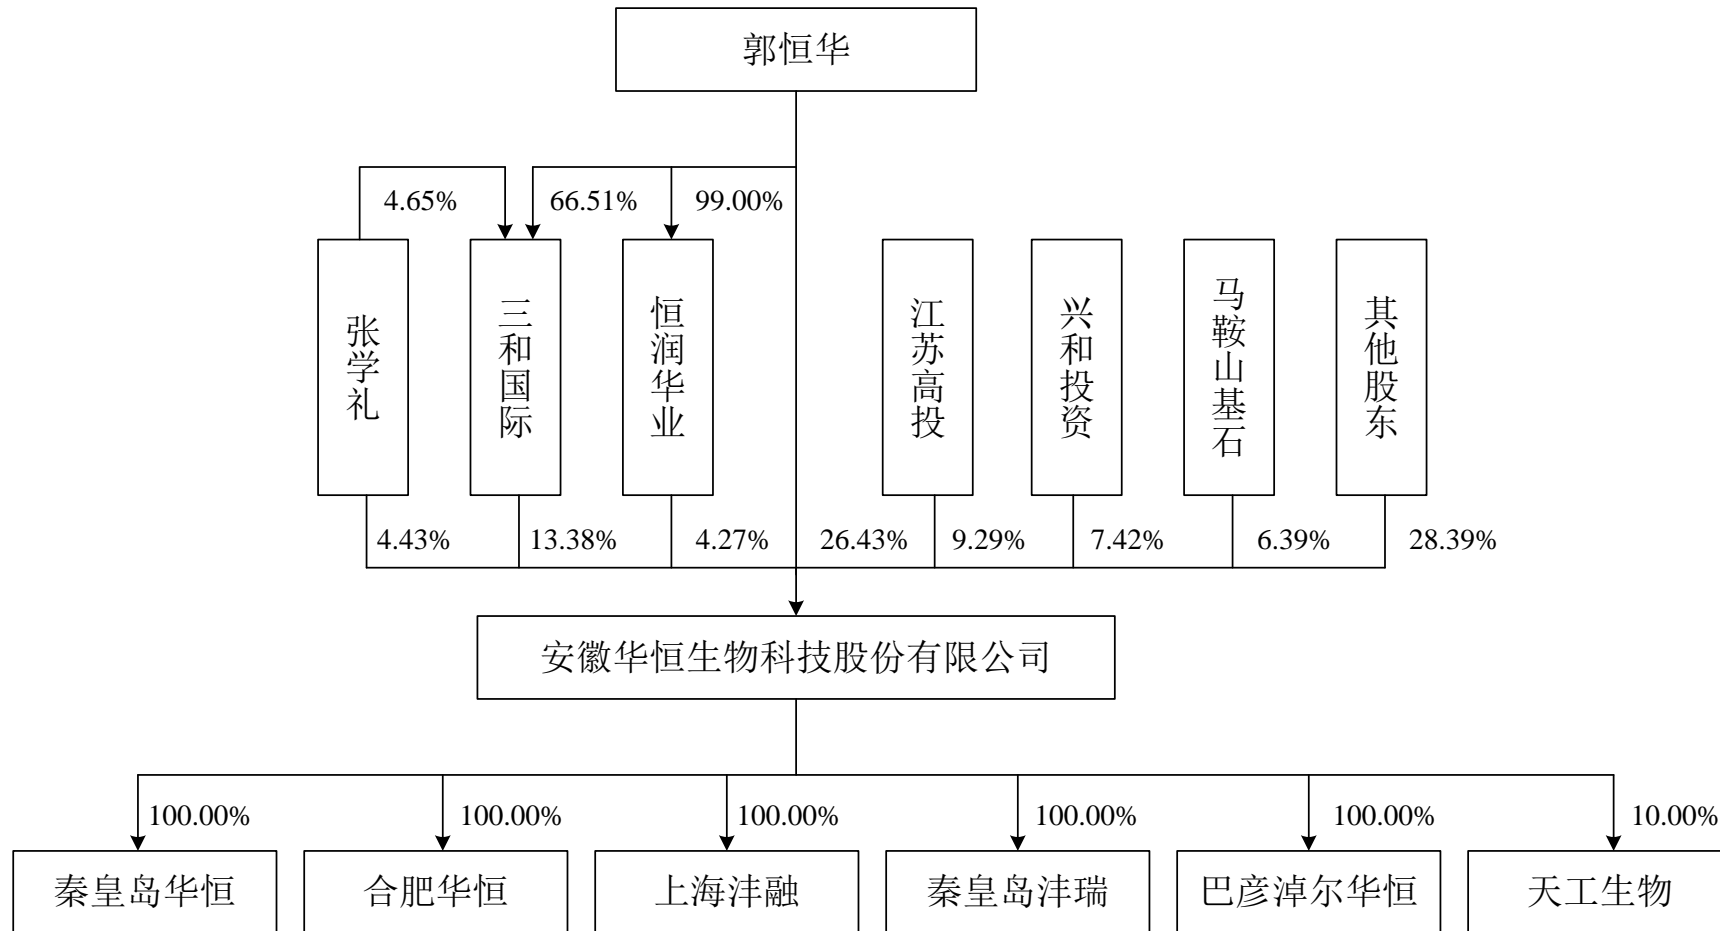 郭恒华
4.65%
66.51%
99.00%
张学礼
三和国际
恒润华业
江苏高投
兴和投资
马鞍山基石
其他股东
4.43%
13.38%
4.27%
26.43%
9.29%
7.42%
6.39%
28.39%
安徽华恒生物科技股份有限公司
100.00%
100.00%
100.00%
100.00%
100.00%
10.00%
秦皇岛华恒
合肥华恒
上海沣融
秦皇岛沣瑞
巴彦淖尔华恒
天工生物